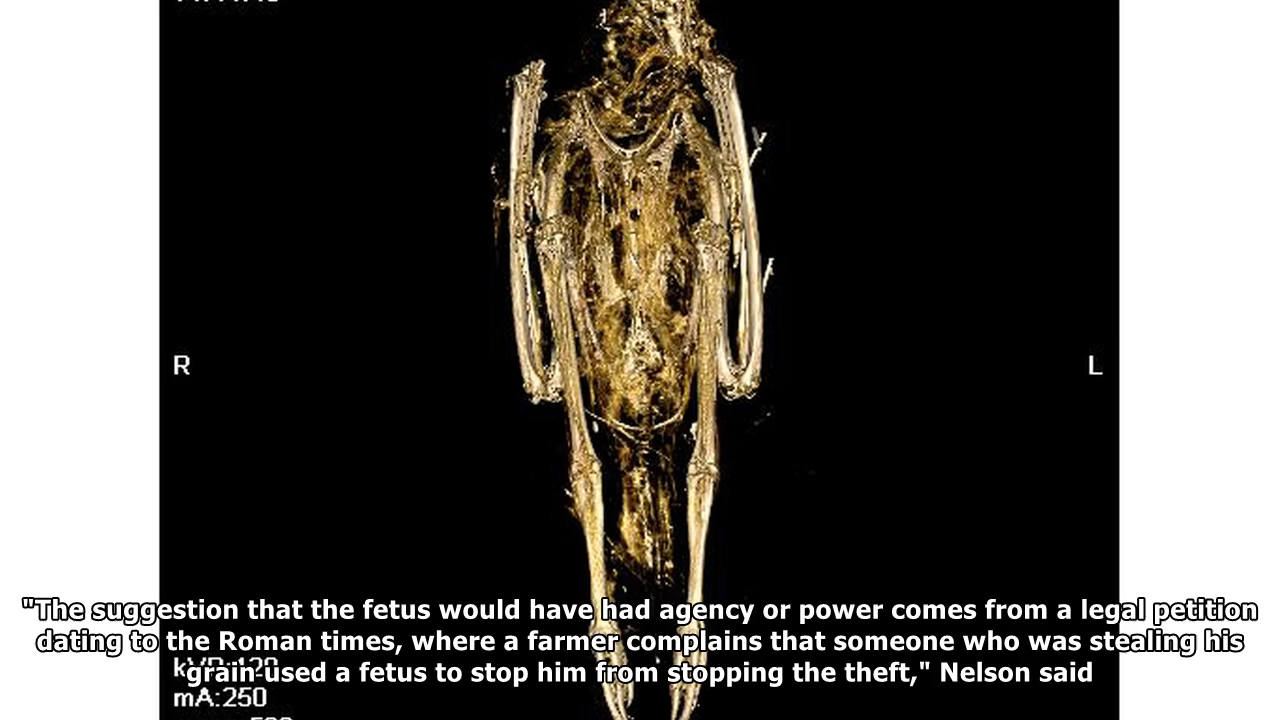 R
L
"The suggestion that the fetus would have had agency or power comes from a legal petition
dating to the Roman times, where a farmer complains that someone who was stealing his
grain used a fetus to stop him from stopping the theft," Nelson said
mA:250